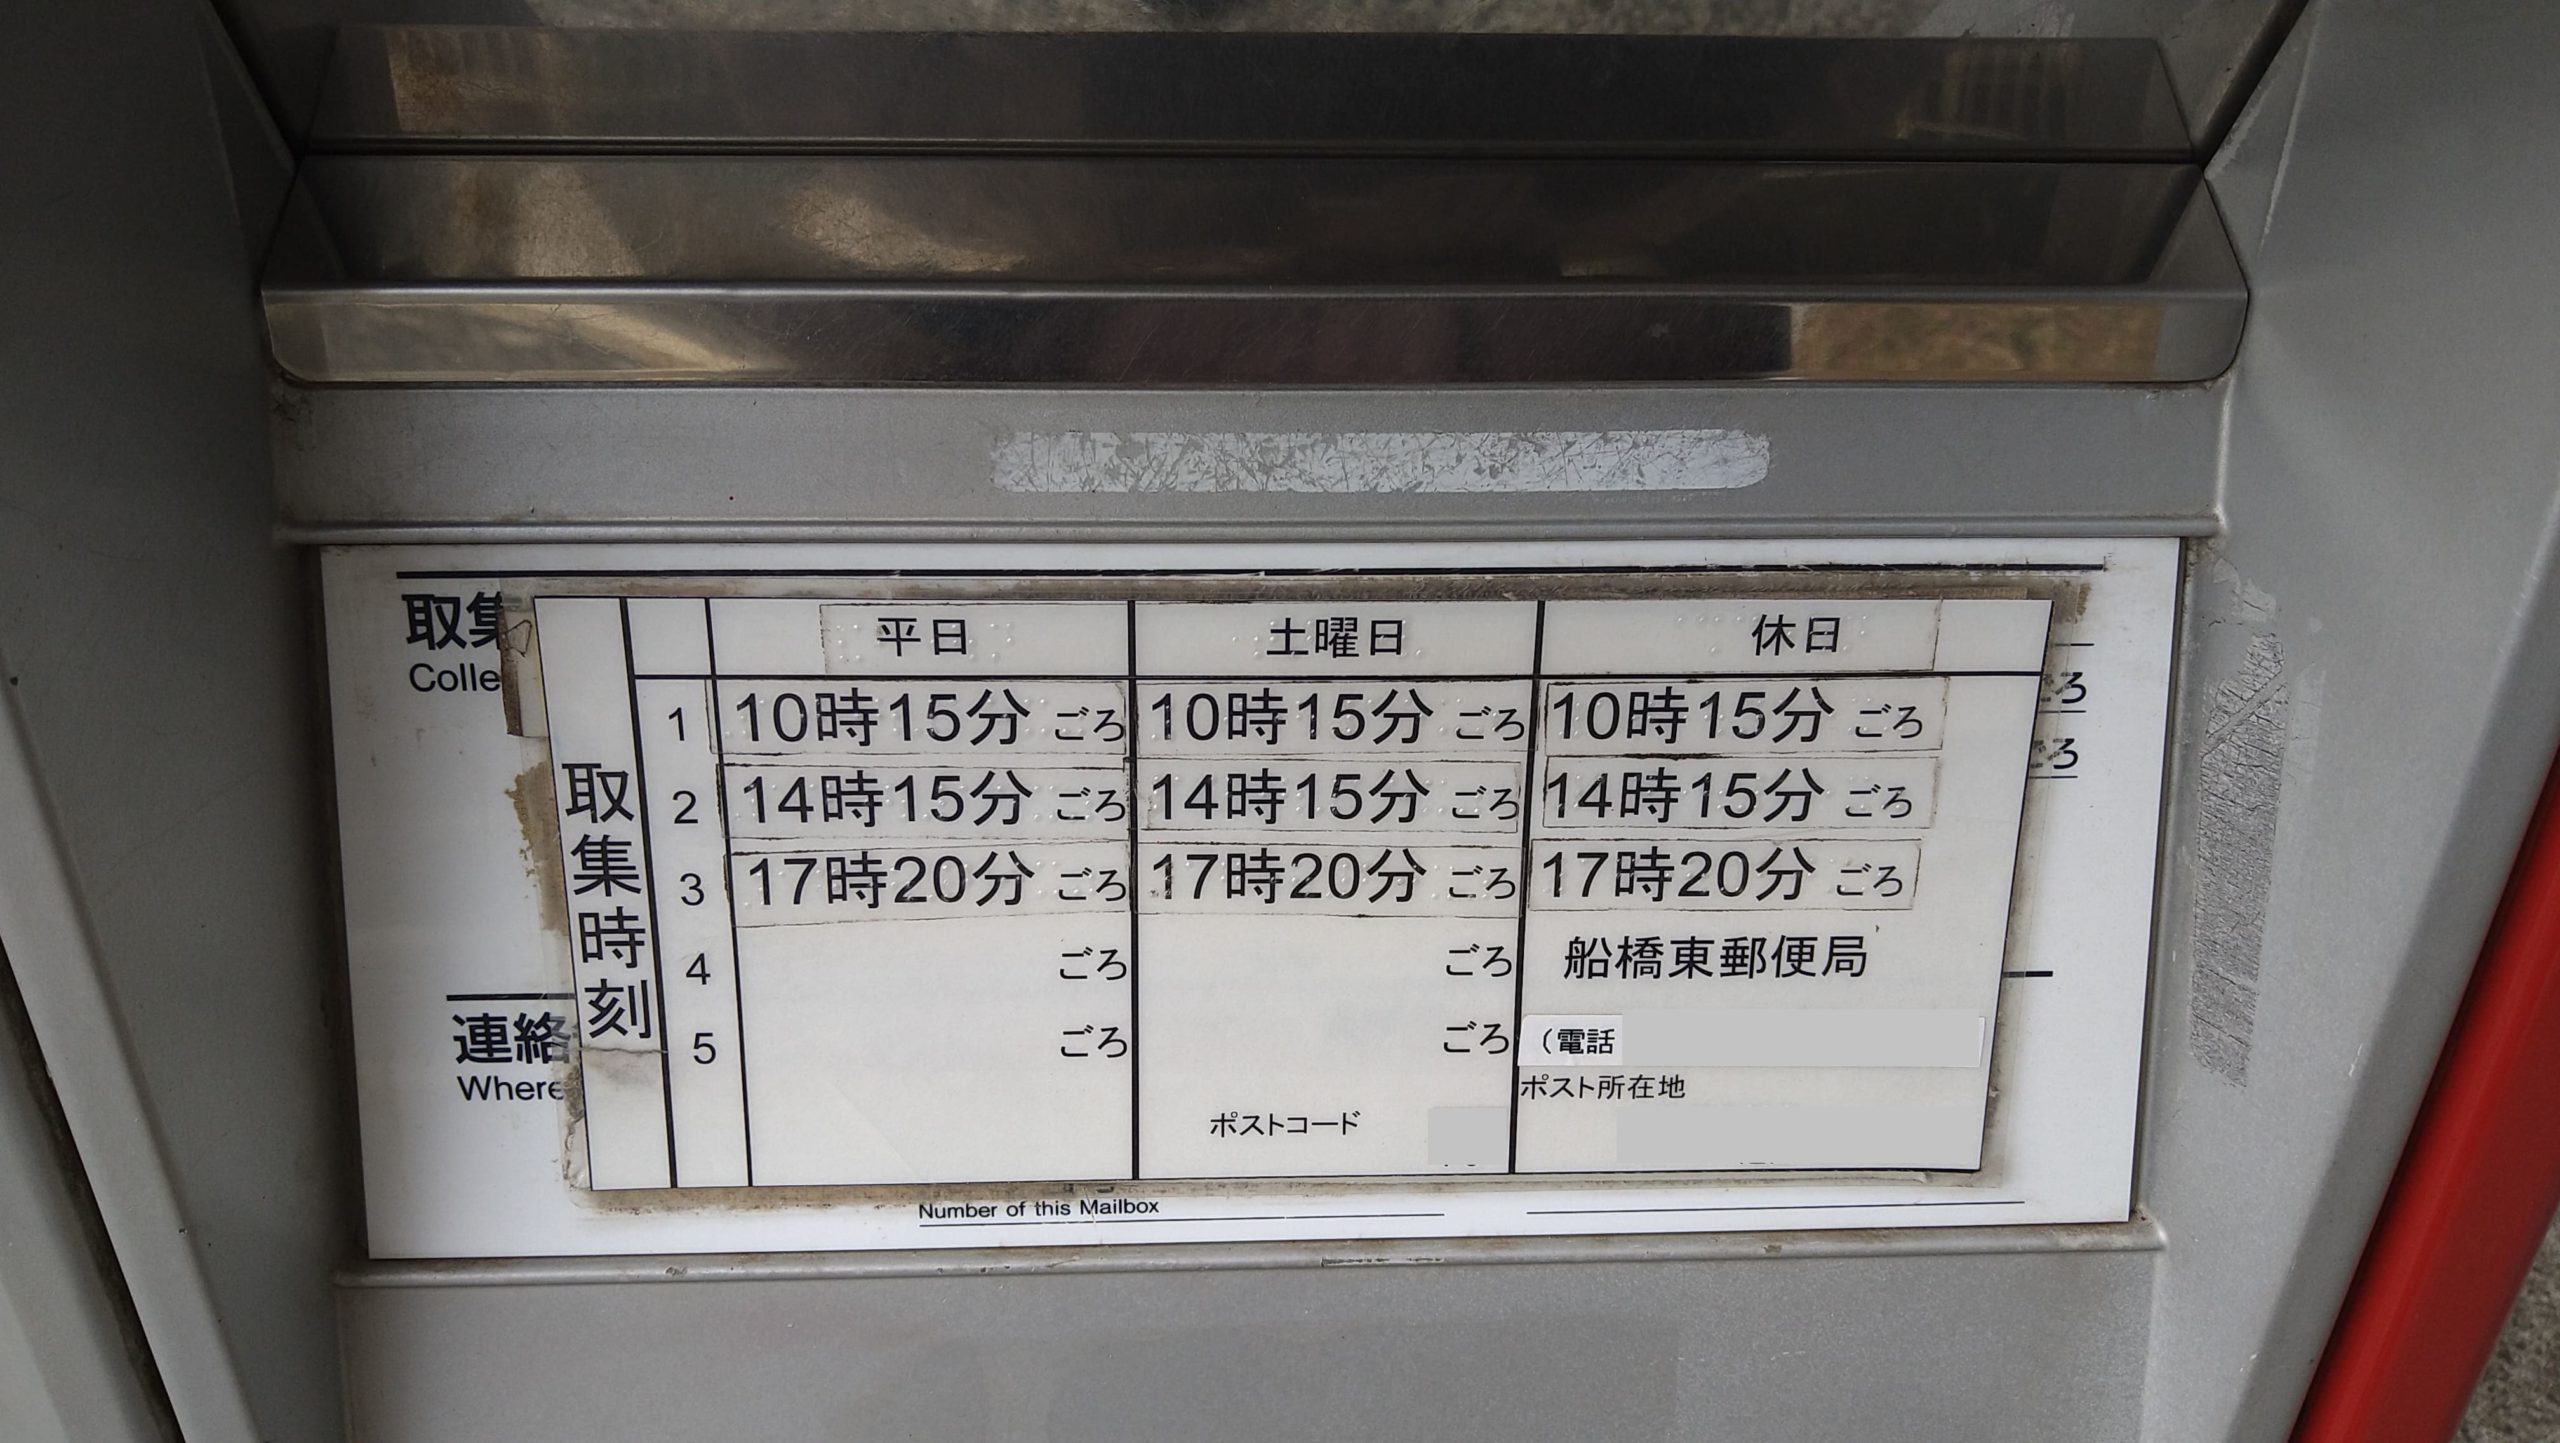 取集
Colle
平日 土曜日 休日
取集時刻
1 10時15分 ごろ 10時15分 ごろ 10時15分 ごろ
2 14時15分 ごろ 14時15分 ごろ 14時15分 ごろ
3 17時20分 ごろ 17時20分 ごろ 17時20分 ごろ
4 ごろ ごろ 船橋東郵便局
5 ごろ ごろ (電話
ポスト所在地
ポストコード
連絡
Where
Number of this Mailbox